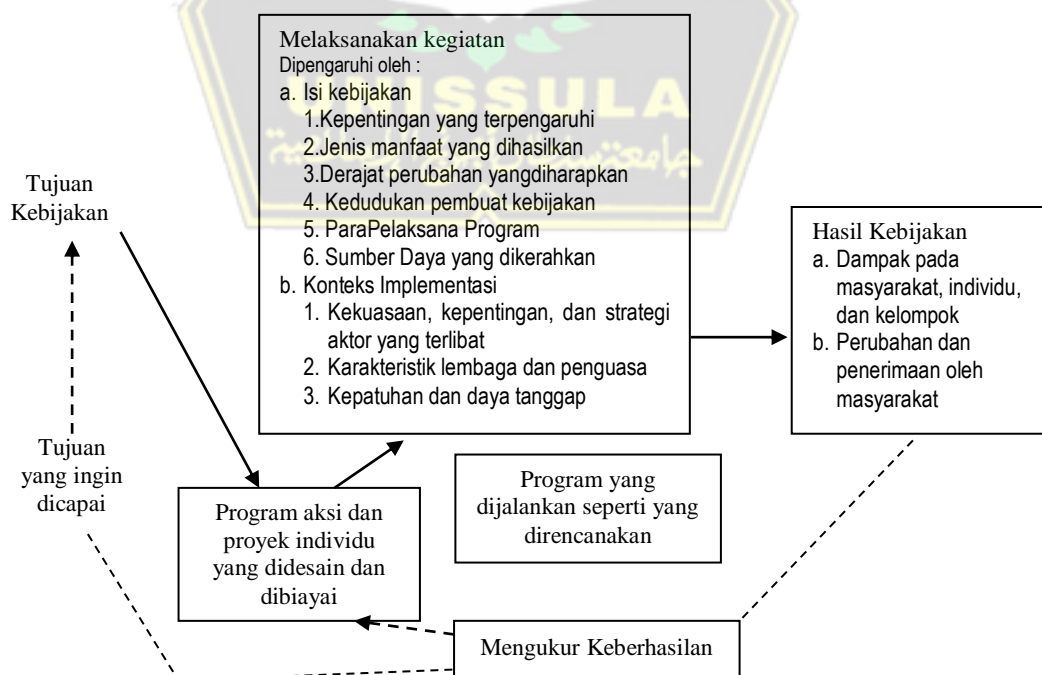 Melaksanakan kegiatan
Dipengaruhi oleh :
a. Isi kebijakan
1.Kepentingan yang terpengaruhi
2.Jenis manfaat yang dihasilkan
3.Derajat perubahan yangdiharapkan
4. Kedudukan pembuat kebijakan
5. ParaPelaksana Program
6. Sumber Daya yang dikerahkan
b. Konteks Implementasi
1. Kekuasaan, kepentingan, dan strategi
aktor yang terlibat
2. Karakteristik lembaga dan penguasa
3. Kepatuhan dan daya tanggap
UNISSULA
جامعتسلطان أجونج الإسلامية
Tujuan
Kebijakan
Hasil Kebijakan
a. Dampak pada
masyarakat, individu,
dan kelompok
b. Perubahan dan
penerimaan oleh
masyarakat
Tujuan
yang ingin
dicapai
Program aksi dan
proyek individu
yang didesain dan
dibiayai
Program yang
dijalankan seperti yang
direncanakan
Mengukur Keberhasilan